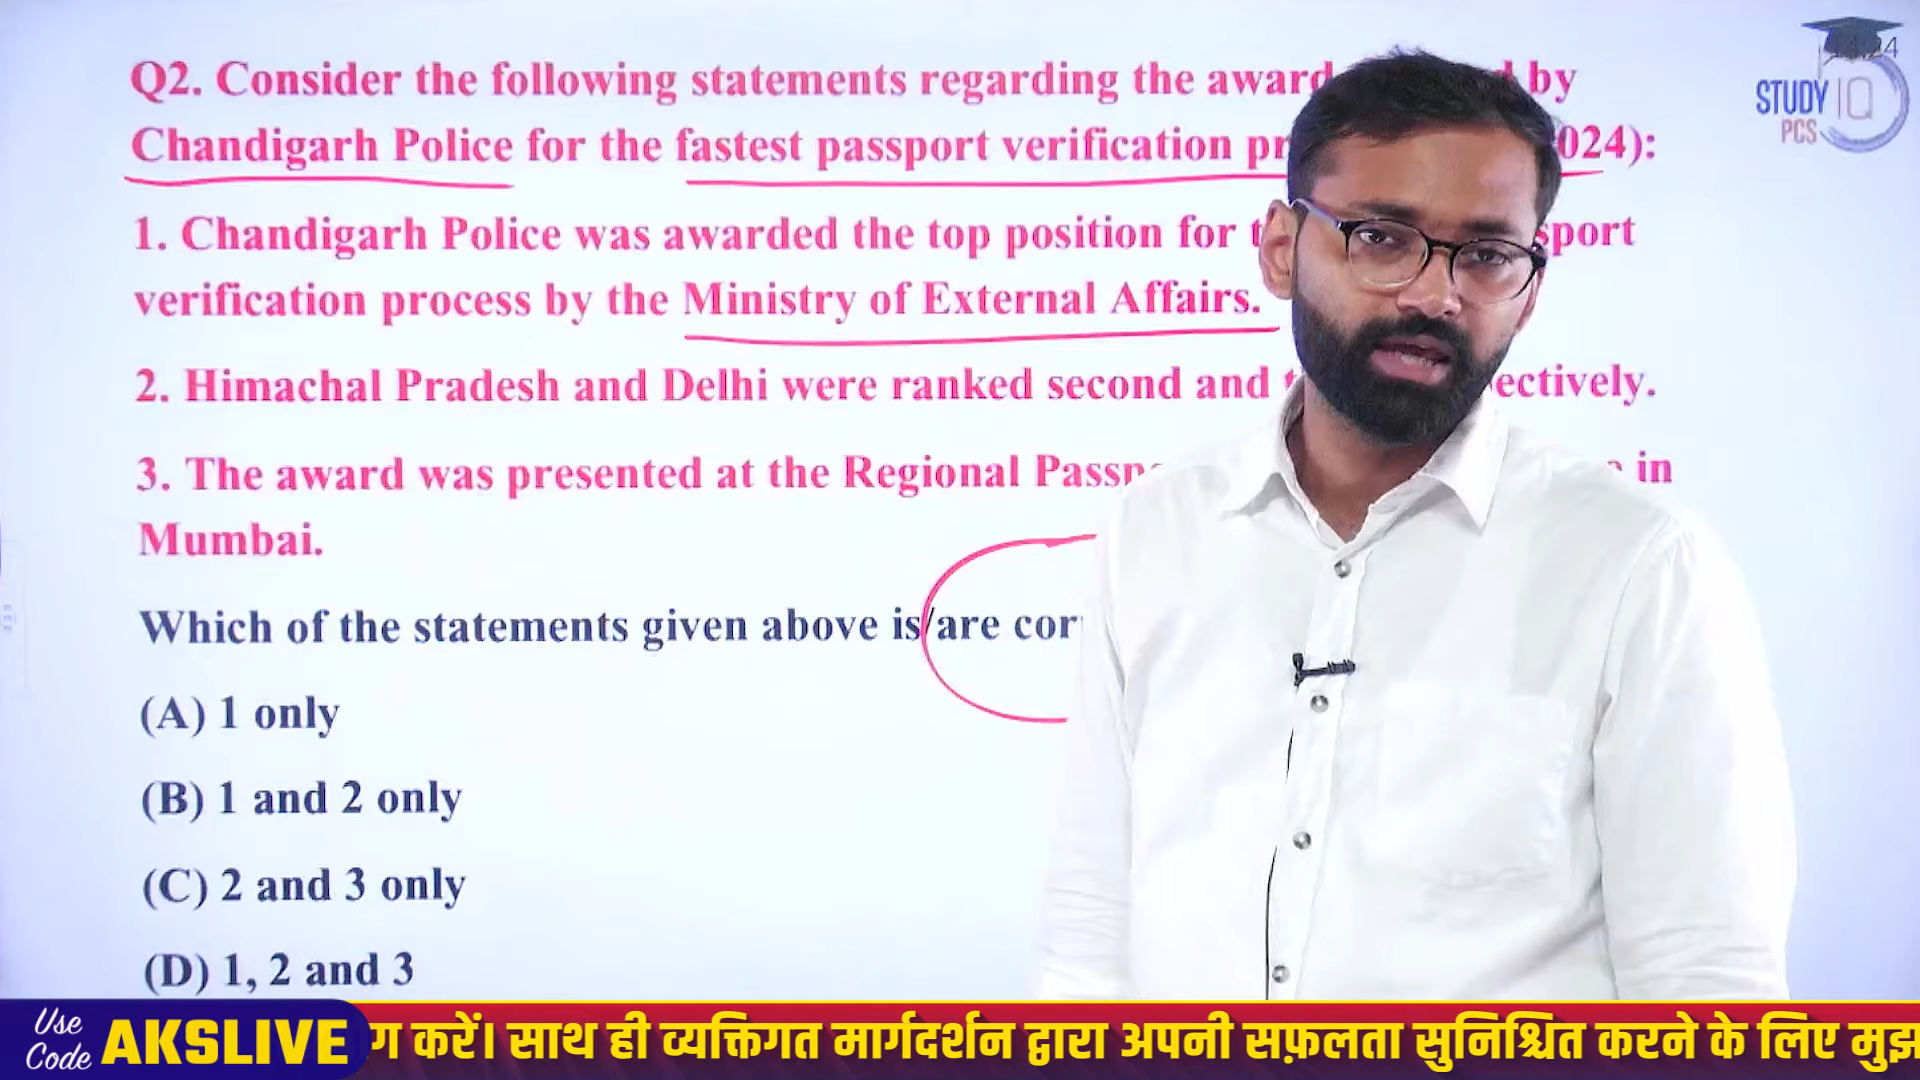 Q2. Consider the following statements regarding the award by
Chandigarh Police for the fastest passport verification 024):
1. Chandigarh Police was awarded the top position for
verification process by the Ministry of External Affairs.
2. Himachal Pradesh and Delhi were ranked second and
3. The award was presented at the Regional in
Mumbai.
Which of the statements given above is/are
(A) 1 only
(B) 1 and 2 only
(C) 2 and 3 only
(D) 1, 2 and 3
STUDY IQ
PCS
Use
Code AKSLIVE
करें। साथ ही व्यक्तिगत मार्गदर्शन द्वारा अपनी सफ़लता सुनिश्चित करने के लिए